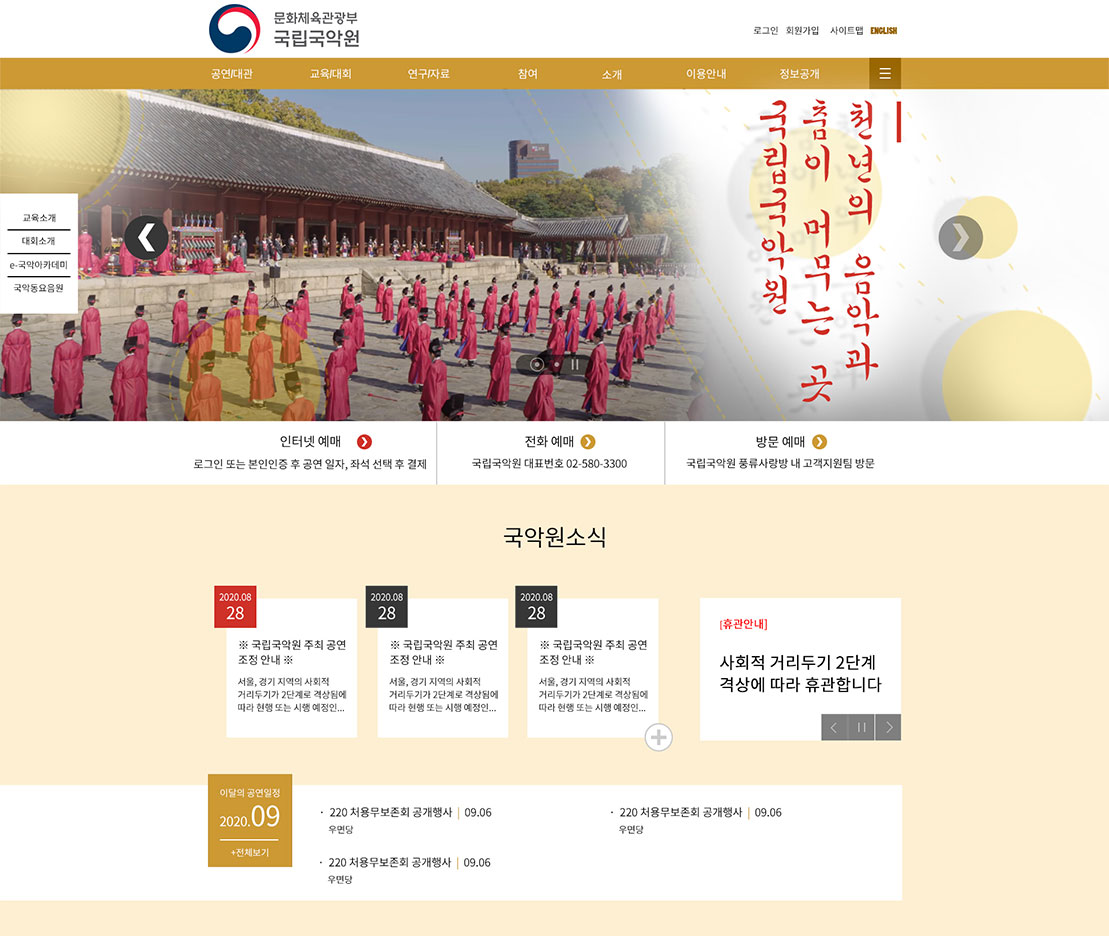 문화체육관광부
국립국악원
로그인 회원가입 사이트맵 ENGLISH
공연/대관 교육/대회 연구/자료 참여 소개 이용안내 정보공개
천년의 음악과
춤이 머무는 곳
국립국악원
교육소개
대회소개
e-국악아카데미
국악동요음원
인터넷 예매
로그인 또는 본인인증 후 공연 일자, 좌석 선택 후 결제
전화 예매
국립국악원 대표번호 02-580-3300
방문 예매
국립국악원 풍류사랑방 내 고객지원팀 방문
국악원소식
2020.08
28
※ 국립국악원 주최 공연
조정 안내 ※
서울, 경기 지역의 사회적
거리두기가 2단계로 격상됨에
따라 현행 또는 시행 예정인...
2020.08
28
※ 국립국악원 주최 공연
조정 안내 ※
서울, 경기 지역의 사회적
거리두기가 2단계로 격상됨에
따라 현행 또는 시행 예정인...
2020.08
28
※ 국립국악원 주최 공연
조정 안내 ※
서울, 경기 지역의 사회적
거리두기가 2단계로 격상됨에
따라 현행 또는 시행 예정인...
[휴관안내]
사회적 거리두기 2단계
격상에 따라 휴관합니다
이달의 공연일정
2020.09
+전체보기
· 220 처용무보존회 공개행사 | 09.06
우면당
· 220 처용무보존회 공개행사 | 09.06
우면당
· 220 처용무보존회 공개행사 | 09.06
우면당